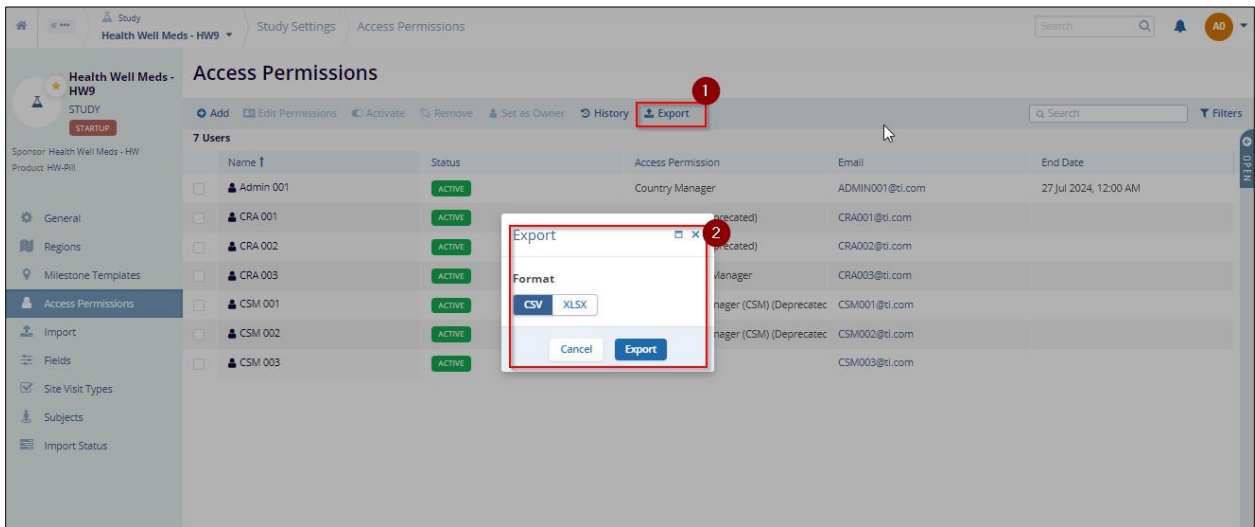 Study
Health Well Meds - HW9
Study Settings
Access Permissions
Search
A0
Health Well Meds - HW9
STUDY
STARTUP
Sponsor Health Well Meds - HW
Product HW-Pill
General
Regions
Milestone Templates
Access Permissions
Import
Fields
Site Visit Types
Subjects
Import Status
Access Permissions
1
Add Edit Permissions Activate Remove Set as Owner History Export
Search
Filters
OPEN
7 Users
Name Status Access Permission Email End Date
Admin 001 ACTIVE Country Manager ADMIN001@ti.com 27 Jul 2024, 12:00 AM
CRA 001 ACTIVE CRA001@ti.com
CRA 002 ACTIVE CRA002@ti.com
CRA 003 ACTIVE Manager CRA003@ti.com
CSM 001 ACTIVE (CSM) (Deprecatec CSM001@ti.com
CSM 002 ACTIVE (CSM) (Deprecatec CSM002@ti.com
CSM 003 ACTIVE CSM003@ti.com
2
Export
Format
CSV XLSX
Cancel Export